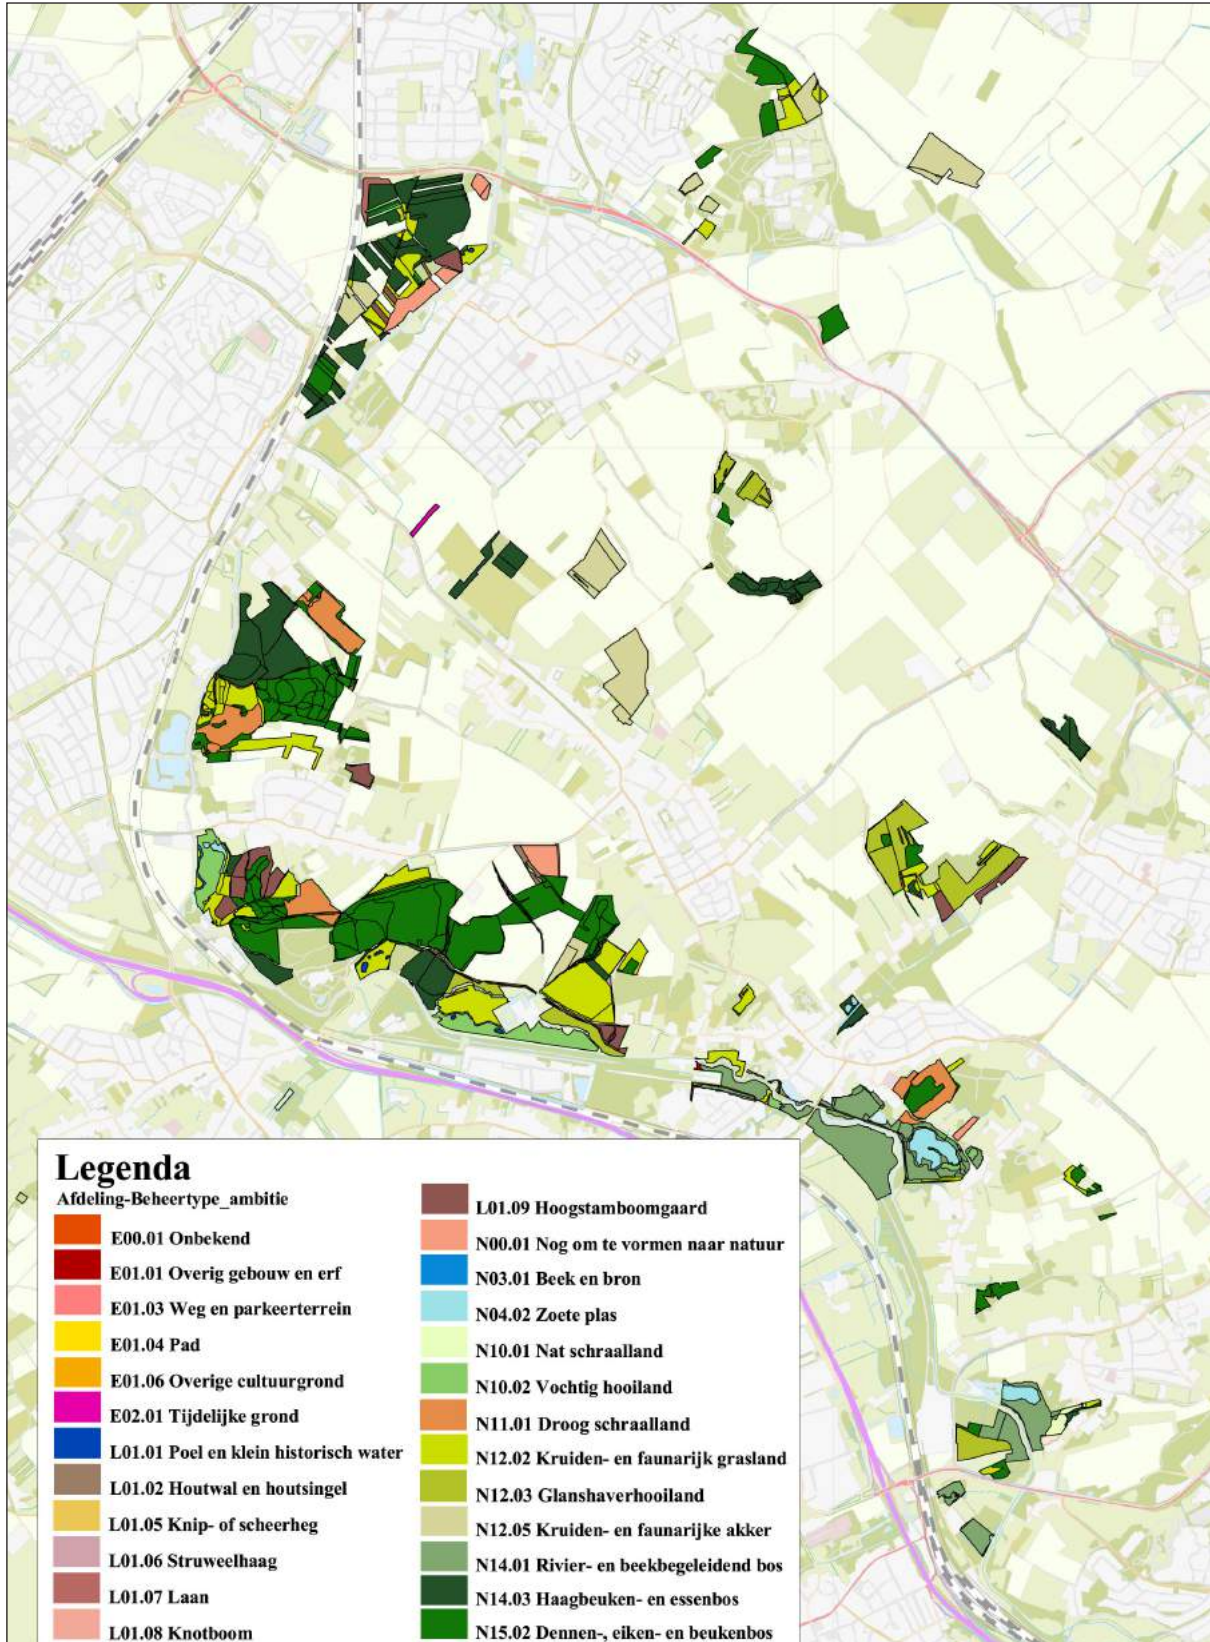 Legenda
Afdeling-Beheertype_ambitie
E00.01 Onbekend
E01.01 Overig gebouw en erf
E01.03 Weg en parkeerterrein
E01.04 Pad
E01.06 Overige cultuurgrond
E02.01 Tijdelijke grond
L01.01 Poel en klein historisch water
L01.02 Houtwal en houtsingel
L01.05 Knip- of scheerheg
L01.06 Struweelhaag
L01.07 Laan
L01.08 Knotboom
L01.09 Hoogstamboomgaard
N00.01 Nog om te vormen naar natuur
N03.01 Beek en bron
N04.02 Zoete plas
N10.01 Nat schraalland
N10.02 Vochtig hooiland
N11.01 Droog schraalland
N12.02 Kruiden- en faunarijk grasland
N12.03 Glanshaverhooiland
N12.05 Kruiden- en faunarijke akker
N14.01 Rivier- en beekbegeleidend bos
N14.03 Haagbeuken- en essenbos
N15.02 Dennen-, eiken- en beukenbos